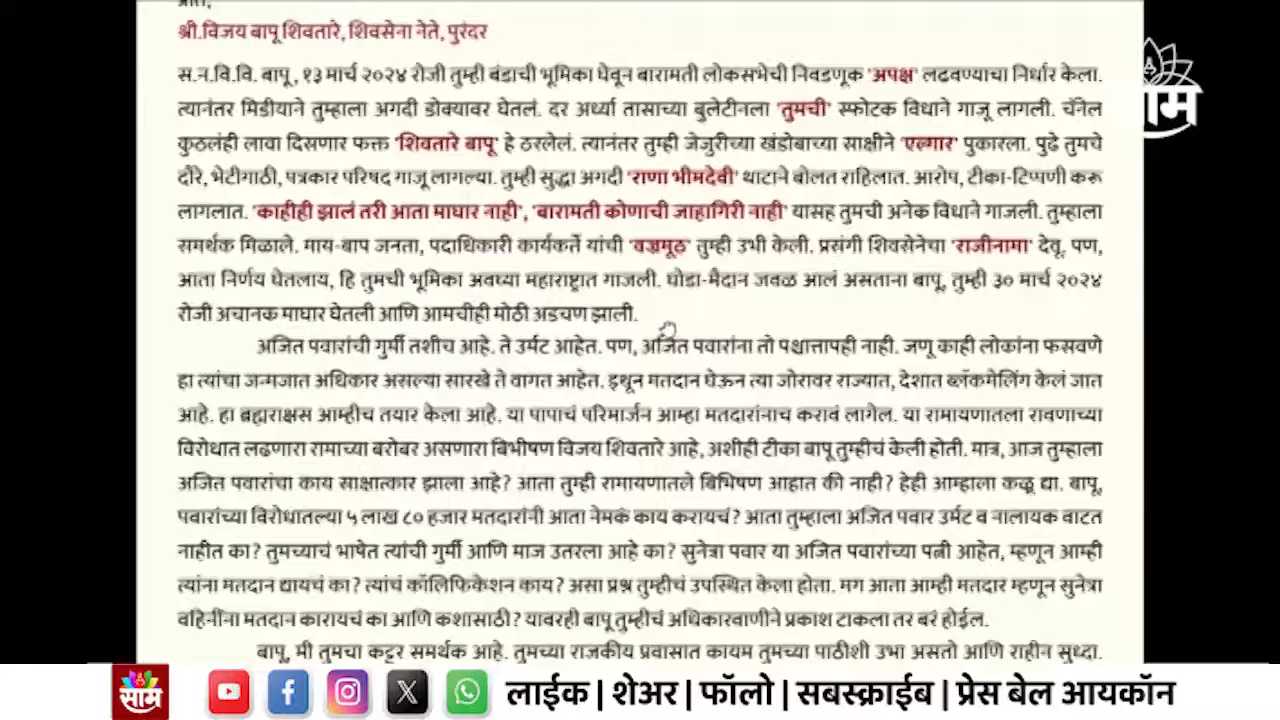 प्रति,
श्री.विजय बापू शिवतारे, शिवसेना नेते, पुरंदर
स.न.वि.वि. बापू , १३ मार्च २०२४ रोजी तुम्ही बंडाची भूमिका घेवून बारामती लोकसभेची निवडणूक 'अपक्ष' लढवण्याचा निर्धार केला.
त्यानंतर मिडीयाने तुम्हाला अगदी डोक्यावर घेतलं. दर अर्ध्या तासाच्या बुलेटीनला 'तुमची' स्फोटक विधाने गाजू लागली. चॅनेल
कुठलंही लावा दिसणार फक्त 'शिवतारे बापू' हे ठरलेलं. त्यानंतर तुम्ही जेजुरीच्या खंडोबाच्या साक्षीने 'एल्गार' पुकारला. पुढे तुमचे
दौरे, भेटीगाठी, पत्रकार परिषद गाजू लागल्या. तुम्ही सुद्धा अगदी 'राणा भीमदेवी' थाटाने बोलत राहिलात. आरोप, टीका-टिप्पणी करू
लागलात. 'काहीही झालं तरी आता माघार नाही', 'बारामती कोणाची जाहागिरी नाही' यासह तुमची अनेक विधाने गाजली. तुम्हाला
समर्थक मिळाले. माय-बाप जनता, पदाधिकारी कार्यकर्ते यांची 'वज्रमूठ' तुम्ही उभी केली. प्रसंगी शिवसेनेचा 'राजीनामा' देवू, पण,
आता निर्णय घेतलाय, हि तुमची भूमिका अवघ्या महाराष्ट्रात गाजली. घोडा-मैदान जवळ आलं असताना बापू, तुम्ही ३० मार्च २०२४
रोजी अचानक माघार घेतली आणि आमचीही मोठी अडचण झाली.
अजित पवारांची गुर्मी तशीच आहे. ते उर्मट आहेत. पण, अजित पवारांना तो पश्चात्तापही नाही. जणू काही लोकांना फसवणे
हा त्यांचा जन्मजात अधिकार असल्या सारखे ते वागत आहेत. इथून मतदान घेऊन त्या जोरावर राज्यात, देशात ब्लॅकमेलिंग केलं जात
आहे. हा ब्रह्मराक्षस आम्हीच तयार केला आहे. या पापाचं परिमार्जन आम्हा मतदारांनाच करावं लागेल. या रामायणातला रावणाच्या
विरोधात लढणारा रामाच्या बरोबर असणारा बिभीषण विजय शिवतारे आहे, अशीही टीका बापू तुम्हीचं केली होती. मात्र, आज तुम्हाला
अजित पवारांचा काय साक्षात्कार झाला आहे? आता तुम्ही रामायणातले बिभिषण आहात की नाही? हेही आम्हाला कळू द्या. बापू,
पवारांच्या विरोधातल्या ५ लाख ८० हजार मतदारांनी आता नेमकं काय करायचं? आता तुम्हाला अजित पवार उर्मट व नालायक वाटत
नाहीत का? तुमच्याचं भाषेत त्यांची गुर्मी आणि माज उतरला आहे का? सुनेत्रा पवार या अजित पवारांच्या पत्नी आहेत, म्हणून आम्ही
त्यांना मतदान द्यायचं का? त्यांचं कॉलिफिकेशन काय? असा प्रश्न तुम्हीचं उपस्थित केला होता. मग आता आम्ही मतदार म्हणून सुनेत्रा
वहिनींना मतदान कारायचं का आणि कशासाठी? यावरही बापू तुम्हीचं अधिकारवाणीने प्रकाश टाकला तर बरं होईल.
बापू, मी तुमचा कट्टर समर्थक आहे. तुमच्या राजकीय प्रवासात कायम तुमच्या पाठीशी उभा असतो आणि राहीन सुध्दा.
साम
साम
लाईक | शेअर | फॉलो | सबस्क्राईब | प्रेस बेल आयकॉन